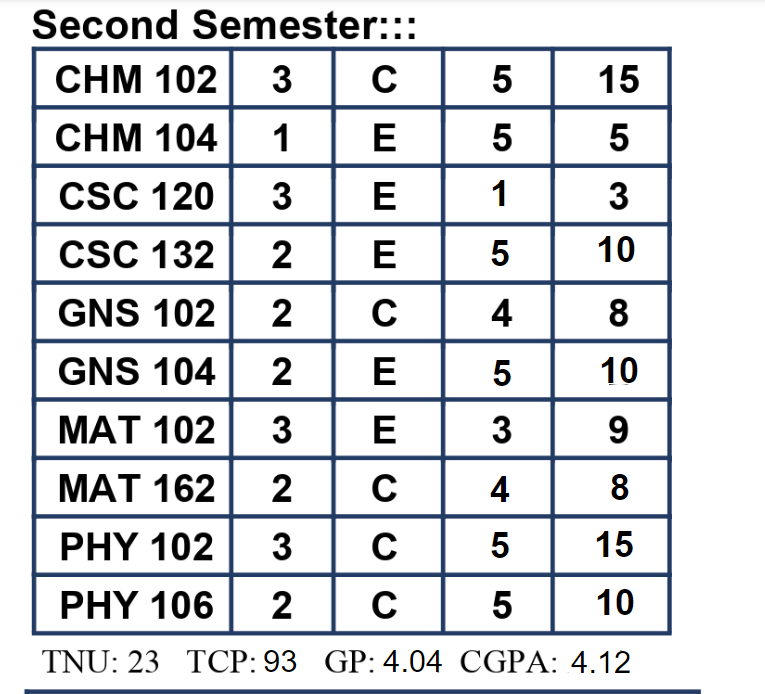 Second Semester:::
CHM 102 3 C 5 15
CHM 104 1 E 5 5
CSC 120 3 E 1 3
CSC 132 2 E 5 10
GNS 102 2 C 4 8
GNS 104 2 E 5 10
MAT 102 3 E 3 9
MAT 162 2 C 4 8
PHY 102 3 C 5 15
PHY 106 2 C 5 10
TNU: 23 TCP: 93 GP: 4.04 CGPA: 4.12